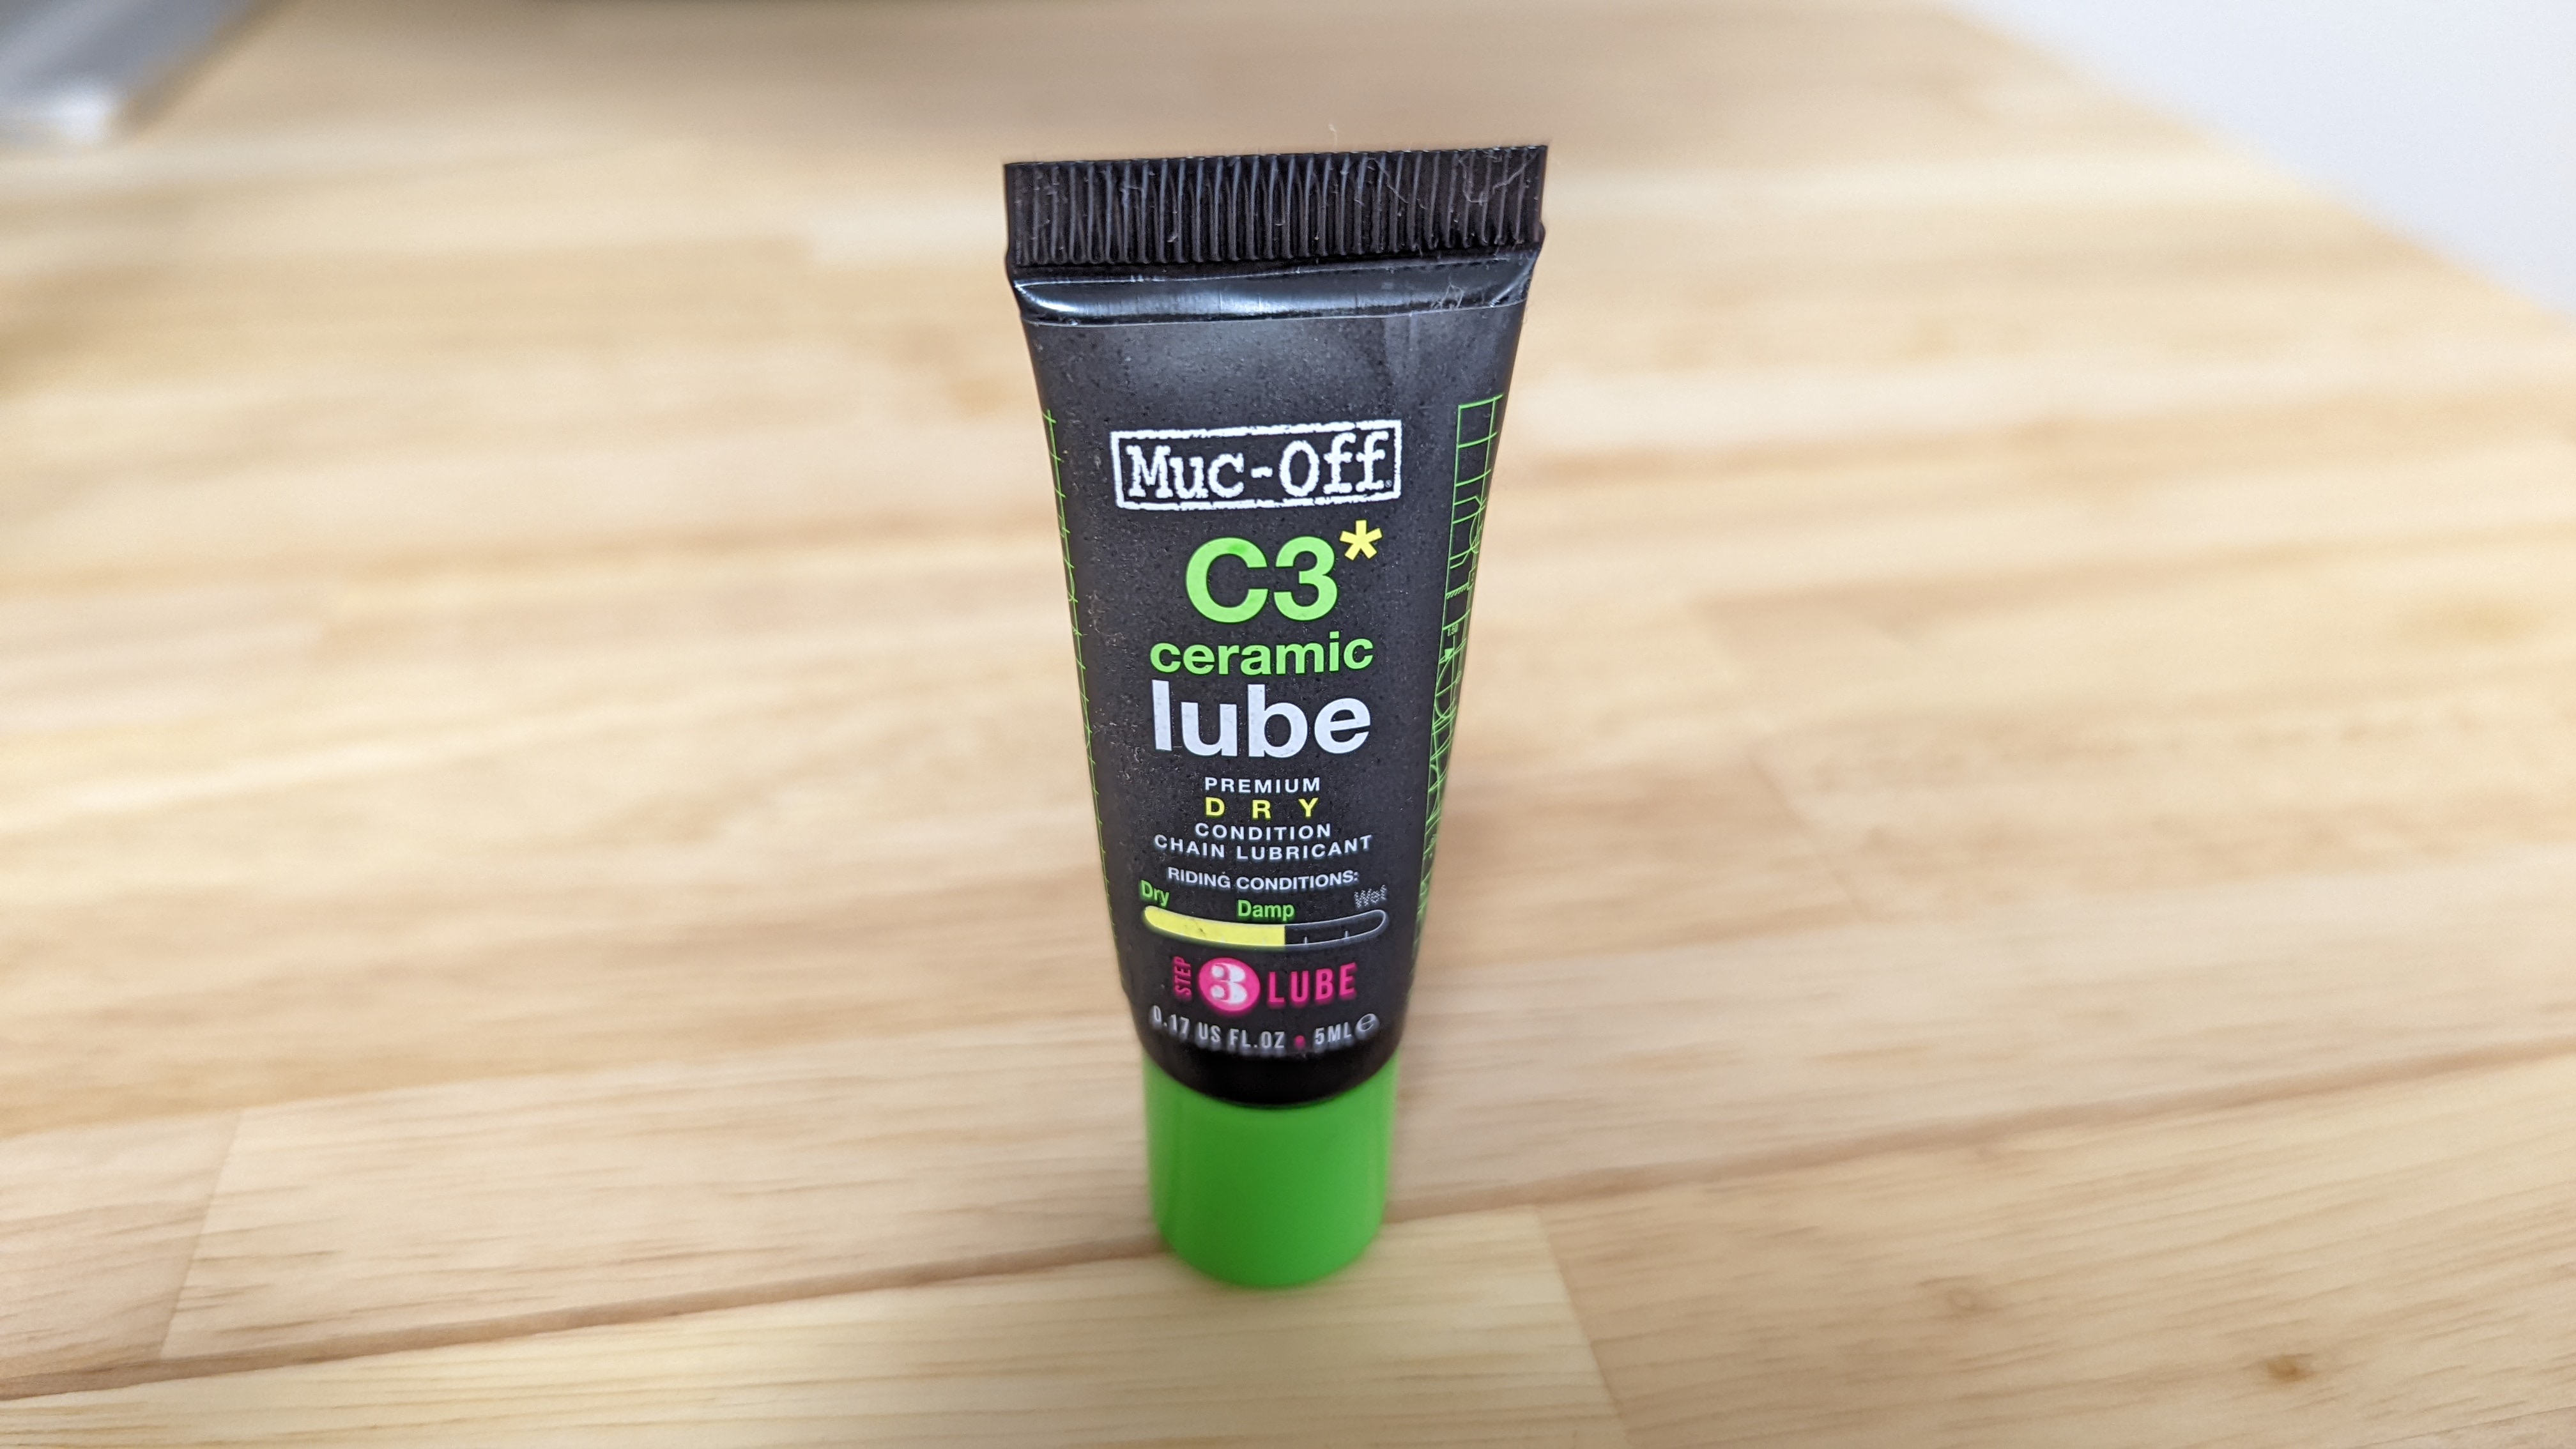 Muc-Off
C3*
ceramic
lube
PREMIUM
DRY
CONDITION
CHAIN LUBRICANT
RIDING CONDITIONS:
Dry Damp Wet
STEP 3 LUBE
0.17 US FL.OZ • 5ML ℮